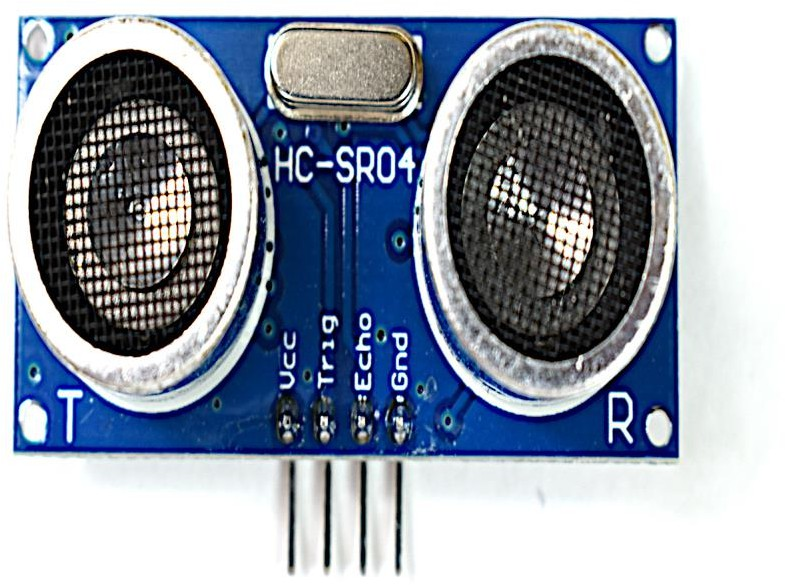 HC-SR04
Vcc
Trig
Echo
Gnd
T
R